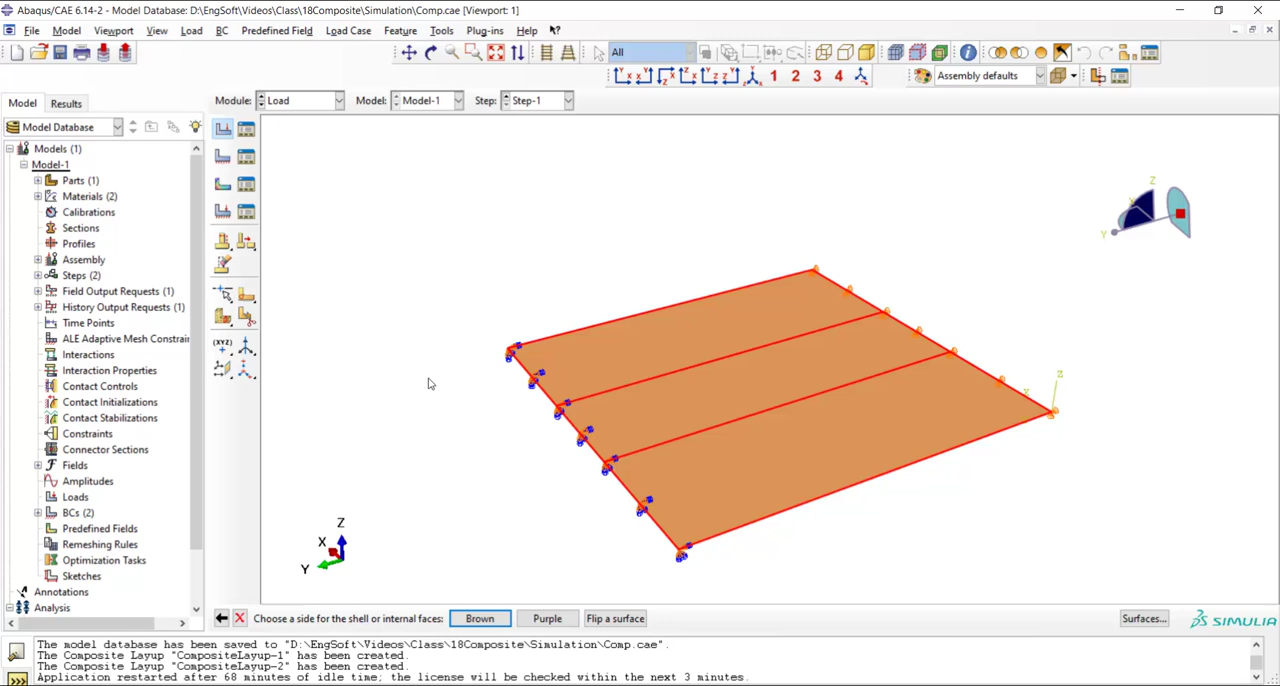 Abaqus/CAE 6.14-2 - Model Database: D:\EngSoft\Videos\Class\18Composite\Simulation\Comp.cae [Viewport: 1]
File Model Viewport View Load BC Predefined Field Load Case Feature Tools Plug-ins Help
All
1 2 3 4 Assembly defaults
Model Results
Module: Load Model: Model-1 Step: Step-1
Model Database
Models (1)
Model-1
Parts (1)
Materials (2)
Calibrations
Sections
Profiles
Assembly
Steps (2)
Field Output Requests (1)
History Output Requests (1)
Time Points
ALE Adaptive Mesh Constrai
Interactions
Interaction Properties
Contact Controls
Contact Initializations
Contact Stabilizations
Constraints
Connector Sections
Fields
Amplitudes
Loads
BCs (2)
Predefined Fields
Remeshing Rules
Optimization Tasks
Sketches
Annotations
Analysis
Z
Y
Z
X
Z
X
Y
Choose a side for the shell or internal faces: Brown Purple Flip a surface Surfaces... SIMULIA
The model database has been saved to "D:\EngSoft\Videos\Class\18Composite\Simulation\Comp.cae".
The Composite Layup "CompositeLayup-1" has been created.
The Composite Layup "CompositeLayup-2" has been created.
Application restarted after 68 minutes of idle time; the license will be checked within the next 3 minutes.